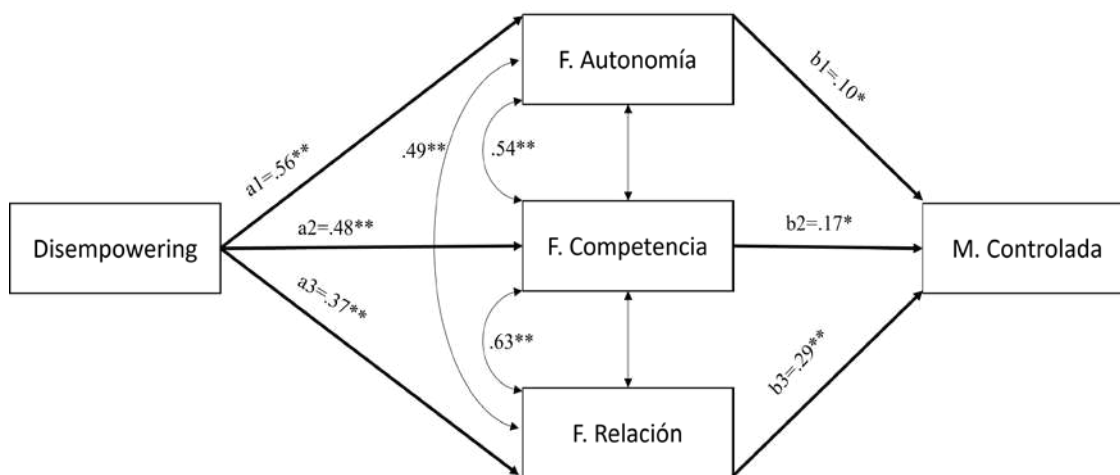 F. Autonomía
b1=.10*
a1=.56**
.49**
.54**
Disempowering
a2=.48**
F. Competencia
b2=.17*
M. Controlada
a3=.37**
.63**
b3=.29**
F. Relación